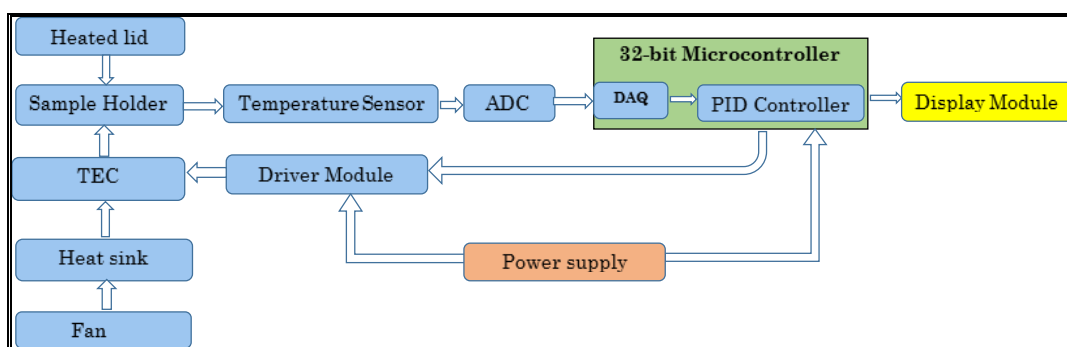 Heated lid
32-bit Microcontroller
Sample Holder
Temperature Sensor
ADC
DAQ
PID Controller
Display Module
TEC
Driver Module
Heat sink
Power supply
Fan